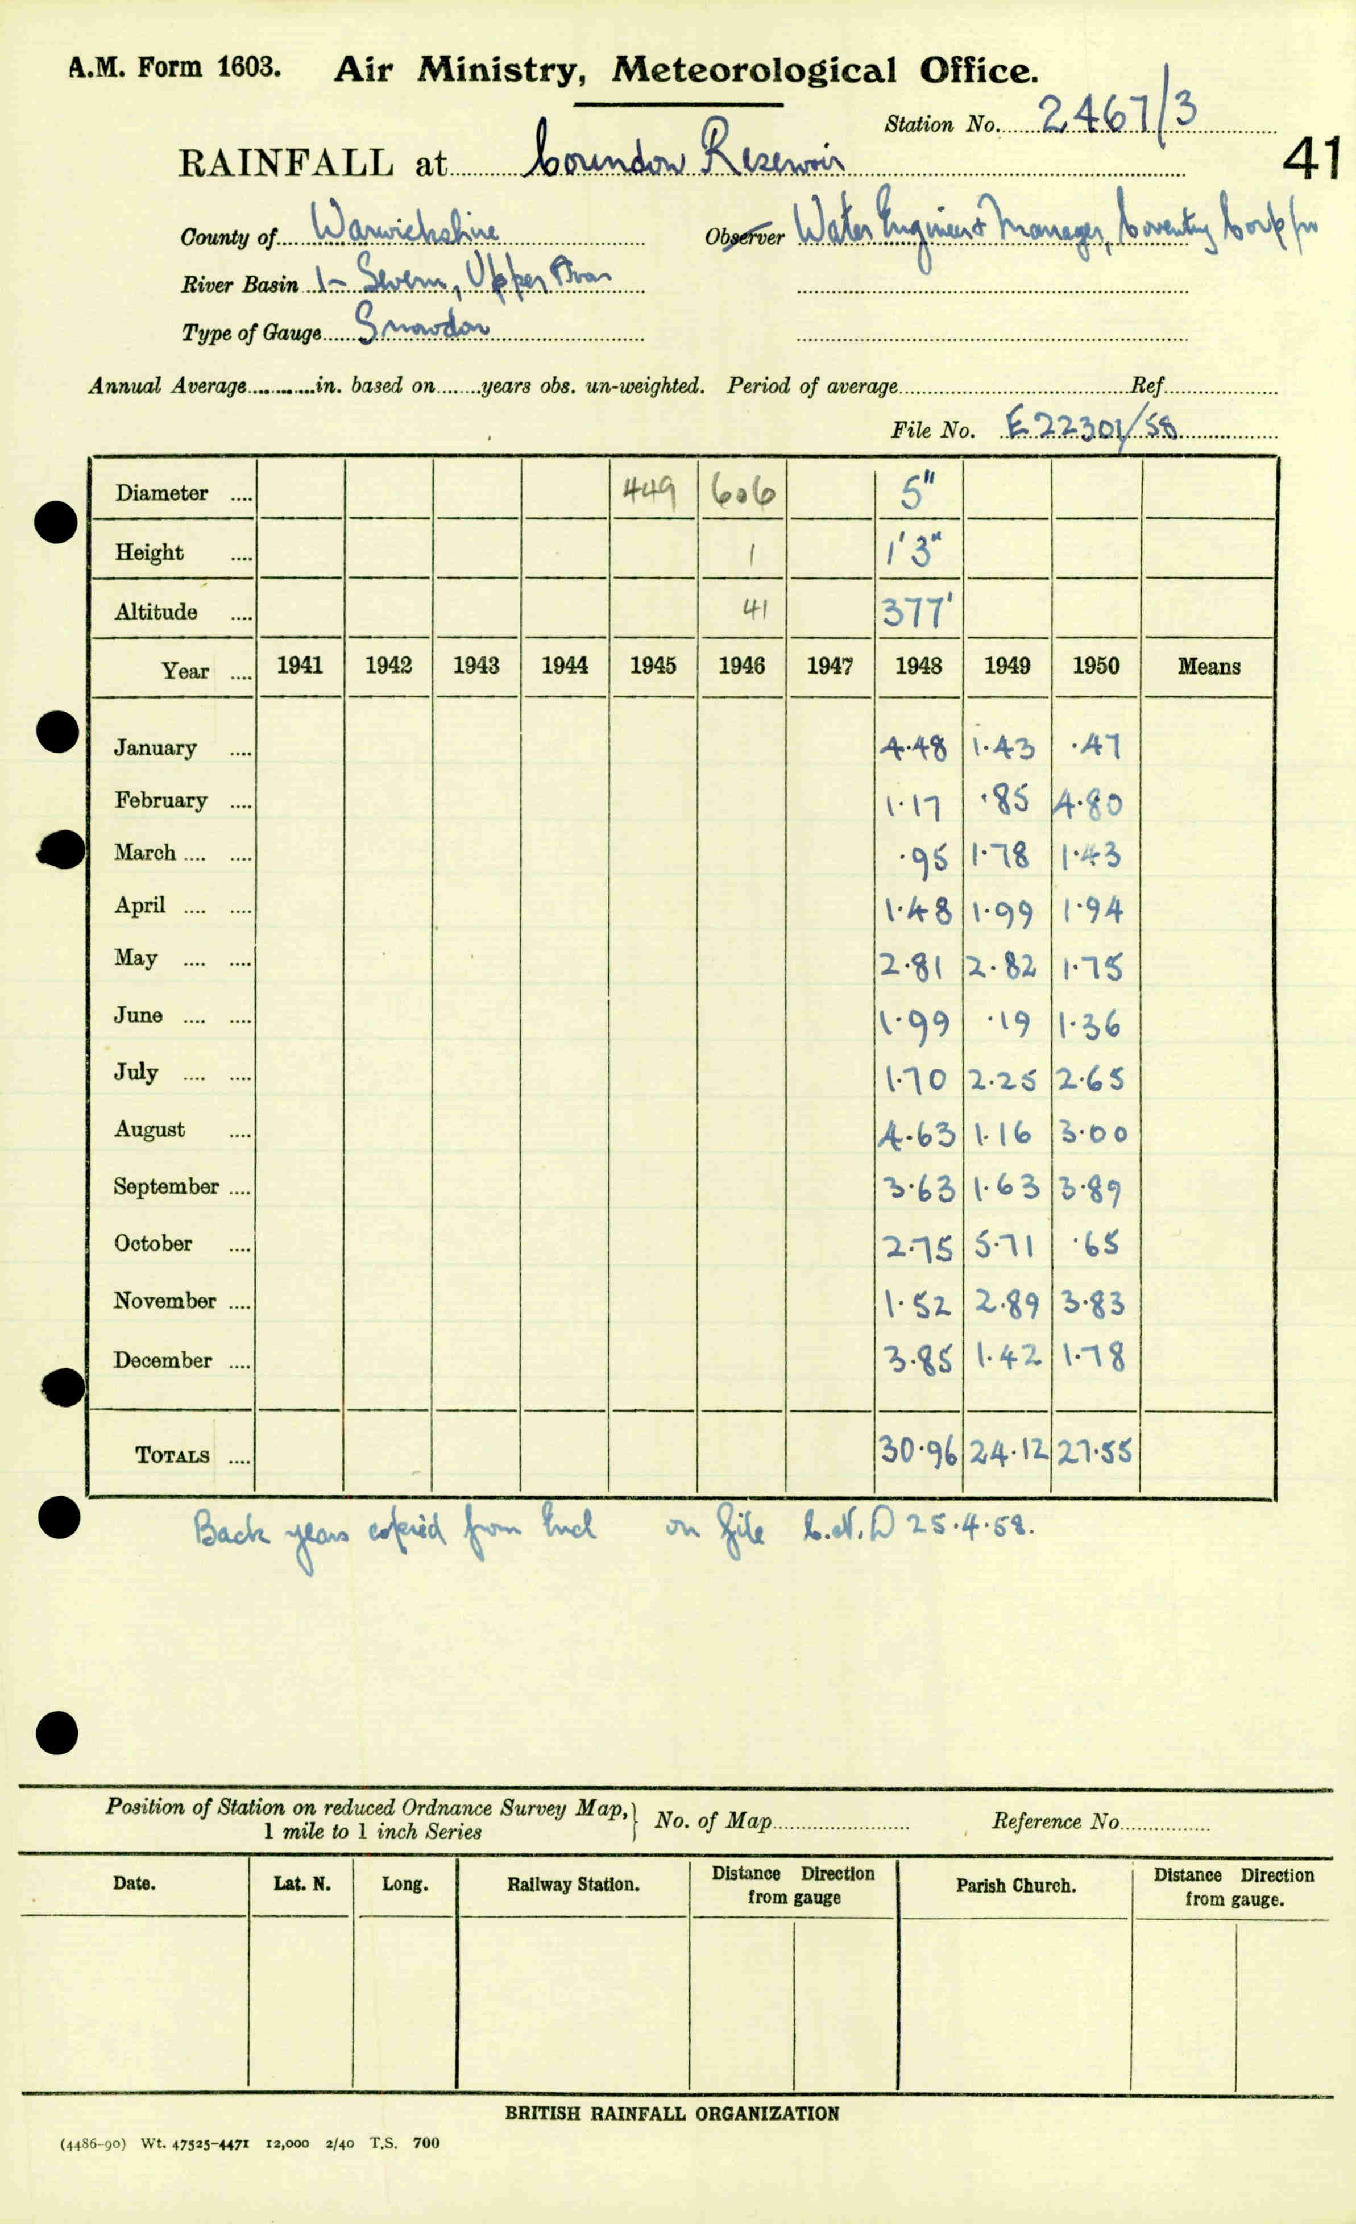 A.M. Form 1603. Air Ministry, Meteorological Office.
Station No. 2467/3
RAINFALL at Coundon Reservoir
41
County of Warwickshire Observer Water Engineer & Manager, Coventry Corp'n
River Basin 1- Severn, Upper Avon
Type of Gauge Snowdon
Annual Average............in. based on........years obs. un-weighted. Period of average............Ref............
File No. E 22301/58
Diameter .... 449 606 5"
Height .... 1 1' 3"
Altitude .... 41 377'
Year .... 1941 1942 1943 1944 1945 1946 1947 1948 1949 1950 Means
January .... 4.48 1.43 .47
February .... 1.17 .85 4.80
March .... .... .95 1.78 1.43
April .... .... 1.48 1.99 1.94
May .... .... 2.81 2.82 1.75
June .... .... 1.99 .19 1.36
July .... .... 1.70 2.25 2.65
August .... 4.63 1.16 3.00
September .... 3.63 1.63 3.89
October .... 2.75 5.71 .65
November .... 1.52 2.89 3.83
December .... 3.85 1.42 1.78
TOTALS .... 30.96 24.12 27.55
Back years copied from Encl on file 25.4.58.
Position of Station on reduced Ordnance Survey Map,} No. of Map............ Reference No............
1 mile to 1 inch Series
Date. Lat. N. Long. Railway Station. Distance Direction from gauge Parish Church. Distance Direction from gauge.
BRITISH RAINFALL ORGANIZATION
(4486-90) Wt. 47525-4471 12,000 2/40 T.S. 700